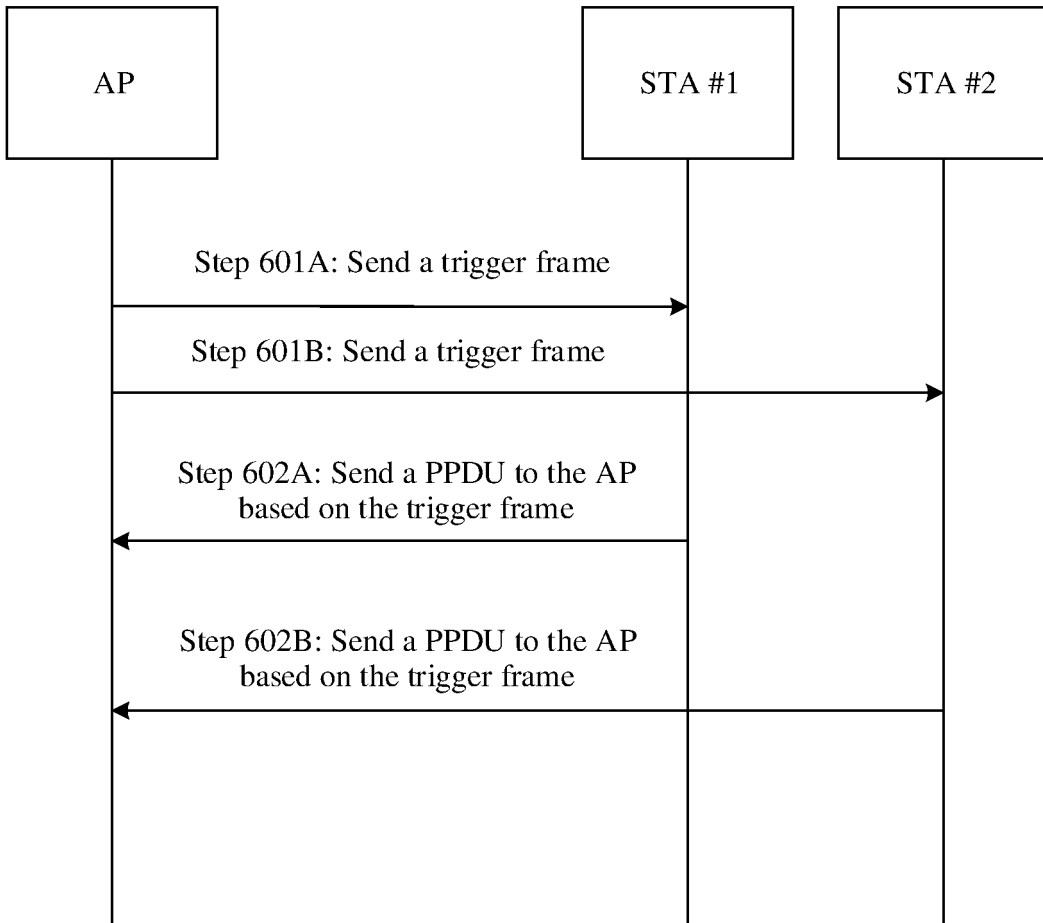 AP
STA #1
STA #2
Step 601A: Send a trigger frame
Step 601B: Send a trigger frame
Step 602A: Send a PPDU to the AP
based on the trigger frame
Step 602B: Send a PPDU to the AP
based on the trigger frame